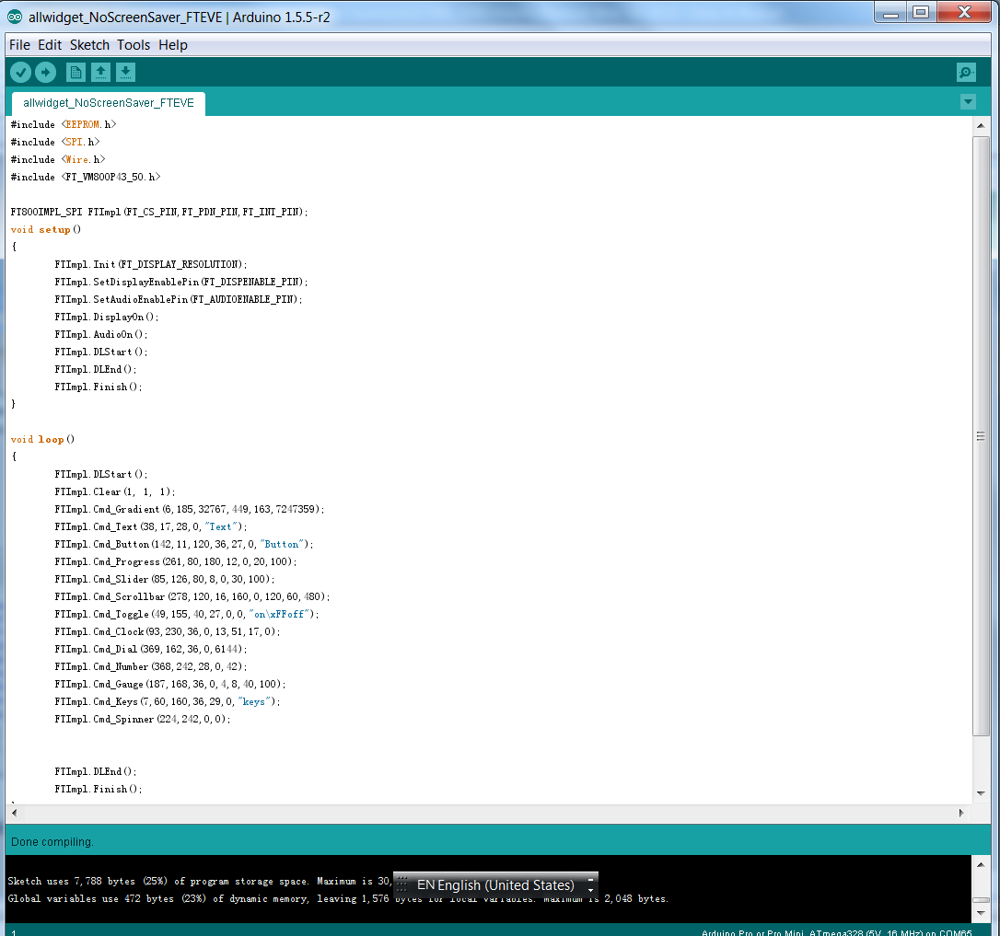 allwidget_NoScreenSaver_FTEVE | Arduino 1.5.5-r2
File Edit Sketch Tools Help
allwidget_NoScreenSaver_FTEVE
#include <EEPROM.h>
#include <SPI.h>
#include <Wire.h>
#include <FT_VM800P43_50.h>
FT800IMPL_SPI FTImpl(FT_CS_PIN,FT_PDN_PIN,FT_INT_PIN);
void setup()
{
FTImpl.Init(FT_DISPLAY_RESOLUTION);
FTImpl.SetDisplayEnablePin(FT_DISPENABLE_PIN);
FTImpl.SetAudioEnablePin(FT_AUDIOENABLE_PIN);
FTImpl.DisplayOn();
FTImpl.AudioOn();
FTImpl.DLStart();
FTImpl.DLEnd();
FTImpl.Finish();
}
void loop()
{
FTImpl.DLStart();
FTImpl.Clear(1, 1, 1);
FTImpl.Cmd_Gradient(6,185,32767,449,163,7247359);
FTImpl.Cmd_Text(38,17,28,0,"Text");
FTImpl.Cmd_Button(142,11,120,36,27,0,"Button");
FTImpl.Cmd_Progress(261,80,180,12,0,20,100);
FTImpl.Cmd_Slider(85,126,80,8,0,30,100);
FTImpl.Cmd_Scrollbar(278,120,16,160,0,120,60,480);
FTImpl.Cmd_Toggle(49,155,40,27,0,0,"on\xFFoff");
FTImpl.Cmd_Clock(93,230,36,0,13,51,17,0);
FTImpl.Cmd_Dial(369,162,36,0,6144);
FTImpl.Cmd_Number(368,242,28,0,42);
FTImpl.Cmd_Gauge(187,168,36,0,4,8,40,100);
FTImpl.Cmd_Keys(7,60,160,36,29,0,"keys");
FTImpl.Cmd_Spinner(224,242,0,0);
FTImpl.DLEnd();
FTImpl.Finish();
Done compiling.
Sketch uses 7,788 bytes (25%) of program storage space. Maximum is 30,
EN English (United States)
Global variables use 472 bytes (23%) of dynamic memory, leaving 1,576 bytes for local variables. Maximum is 2,048 bytes.
1
Arduino Pro or Pro Mini, ATmega328 (5V, 16 MHz) on COM65